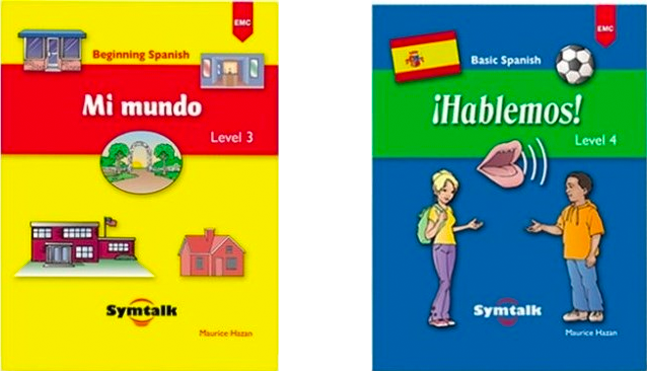 EMC
Beginning Spanish
Mi mundo
Level 3
Symtalk
Maurice Hazan
EMC
Basic Spanish
¡Hablemos!
Level 4
Symtalk
Maurice Hazan